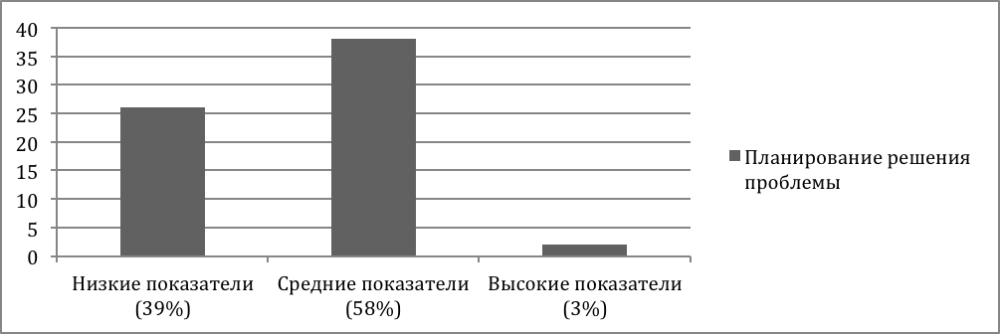 40
35
30
25
20
15
10
5
0
Низкие показатели
(39%)
Средние показатели
(58%)
Высокие показатели
(3%)
Планирование решения
проблемы